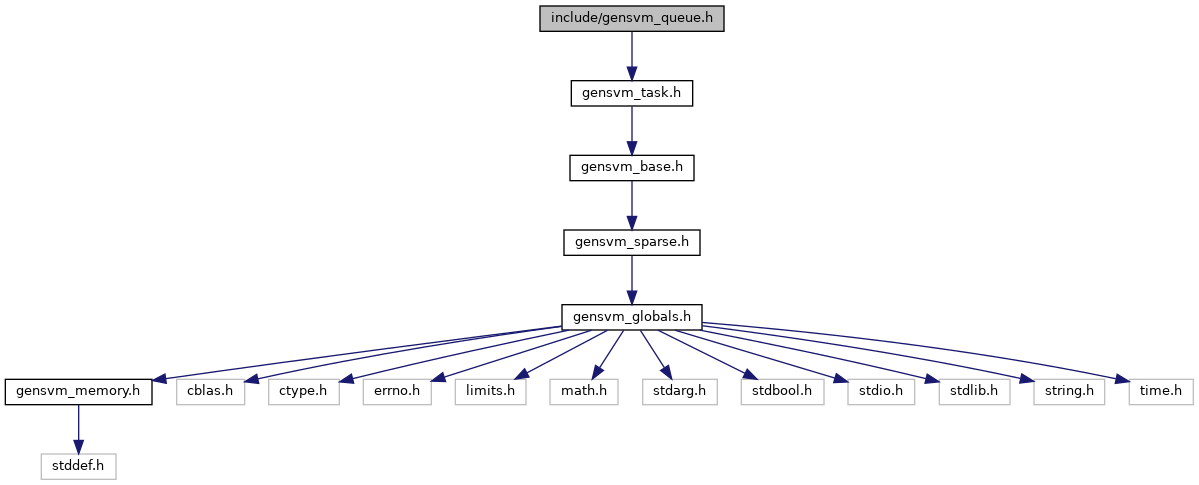 include/gensvm_queue.h
gensvm_task.h
gensvm_base.h
gensvm_sparse.h
gensvm_globals.h
gensvm_memory.h
cblas.h
ctype.h
errno.h
limits.h
math.h
stdarg.h
stdbool.h
stdio.h
stdlib.h
string.h
time.h
stddef.h